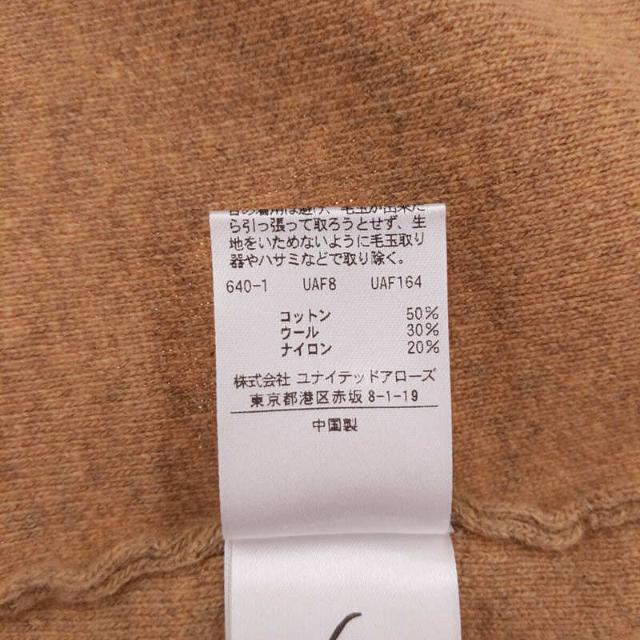 ら引っ張って取ろうとせず、生
地をいためないように毛玉取り
器やハサミなどで取り除く。
640-1 UAF8 UAF164
コットン 50%
ウール 30%
ナイロン 20%
株式会社 ユナイテッドアローズ
東京都港区赤坂 8-1-19
中国製